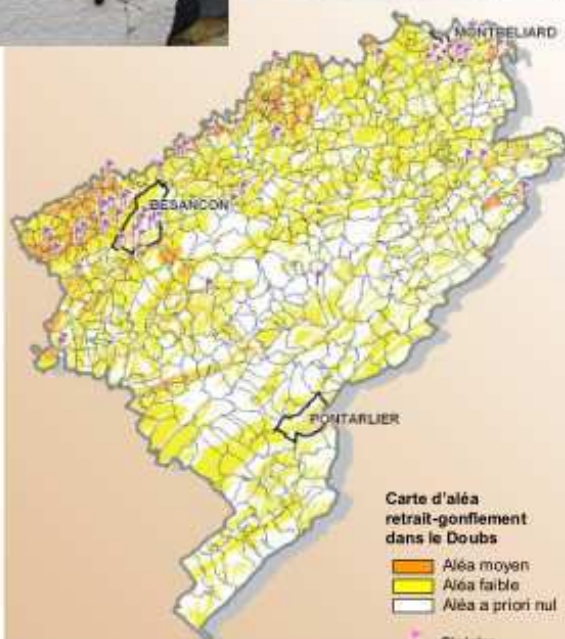 MONTBELIARD
BESANCON
PONTARLIER
Carte d'aléa
retrait-gonflement
dans le Doubs
Aléa moyen
Aléa faible
Aléa a priori nul